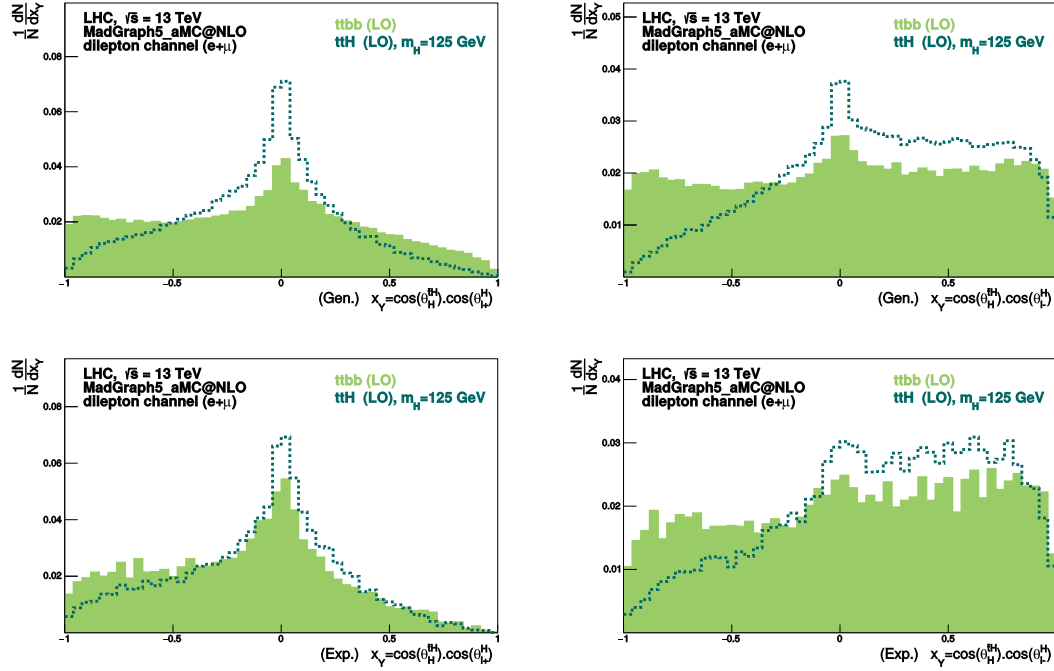 1/N dN/dx_Y
LHC, √s = 13 TeV
MadGraph5_aMC@NLO
dilepton channel (e+μ)
ttbb (LO)
ttH (LO), m_H=125 GeV
0.08
0.06
0.04
0.02
−1 −0.5 0 0.5 1
(Gen.) x_Y=cos(θ_H^{tH}).cos(θ_{l+}^H)
1/N dN/dx_Y
LHC, √s = 13 TeV
MadGraph5_aMC@NLO
dilepton channel (e+μ)
ttbb (LO)
ttH (LO), m_H=125 GeV
0.05
0.04
0.03
0.02
0.01
−1 −0.5 0 0.5
(Gen.) x_Y=cos(θ_H^{tH}).cos(θ_{l-}^H)
1/N dN/dx_Y
LHC, √s = 13 TeV
MadGraph5_aMC@NLO
dilepton channel (e+μ)
ttbb (LO)
ttH (LO), m_H=125 GeV
0.08
0.06
0.04
0.02
−1 −0.5 0 0.5 1
(Exp.) x_Y=cos(θ_H^{tH}).cos(θ_{l+}^H)
1/N dN/dx_Y
LHC, √s = 13 TeV
MadGraph5_aMC@NLO
dilepton channel (e+μ)
ttbb (LO)
ttH (LO), m_H=125 GeV
0.04
0.03
0.02
0.01
−1 −0.5 0 0.5
(Exp.) x_Y=cos(θ_H^{tH}).cos(θ_{l-}^H)